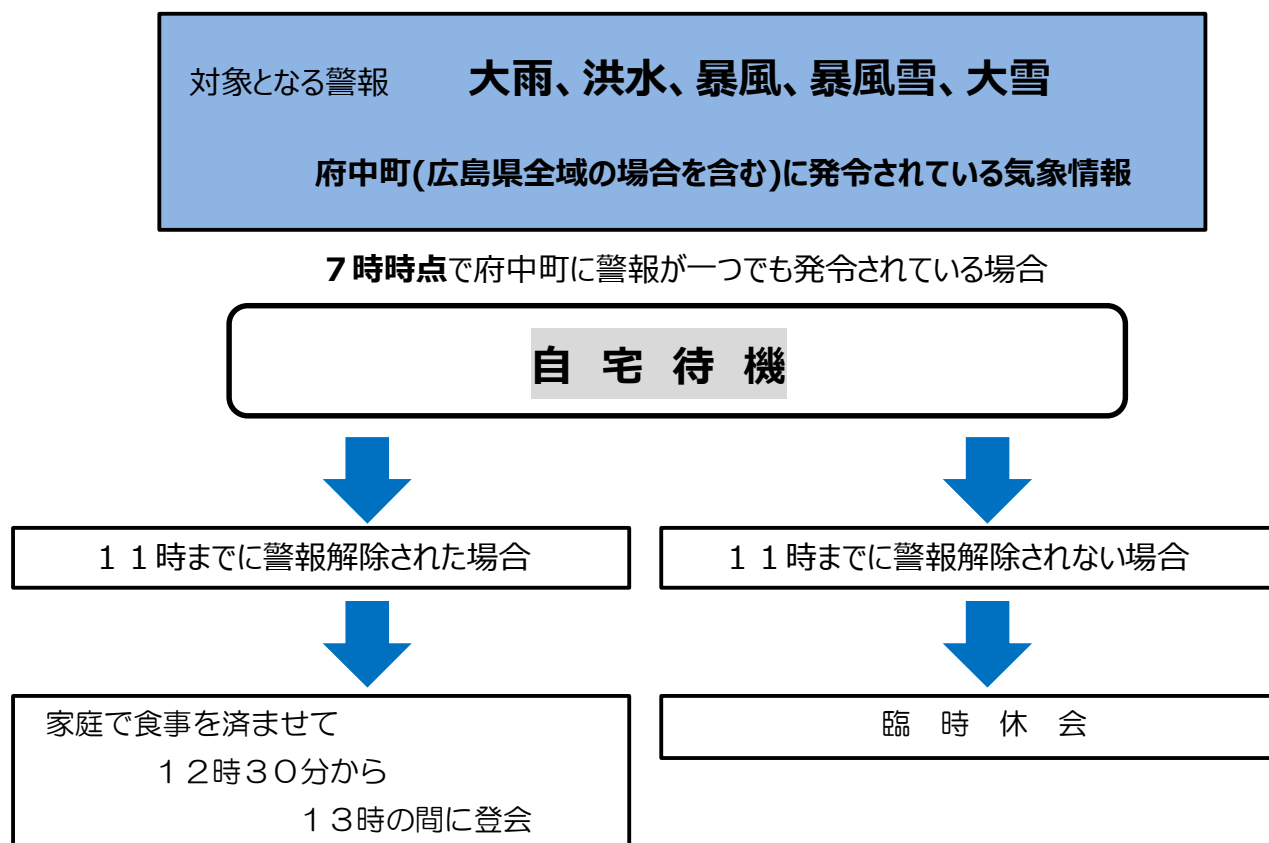 対象となる警報 大雨、洪水、暴風、暴風雪、大雪
府中町(広島県全域の場合を含む)に発令されている気象情報
７時時点で府中町に警報が一つでも発令されている場合
自 宅 待 機
１１時までに警報解除された場合
１１時までに警報解除されない場合
家庭で食事を済ませて
１２時３０分から
１３時の間に登会
臨 時 休 会